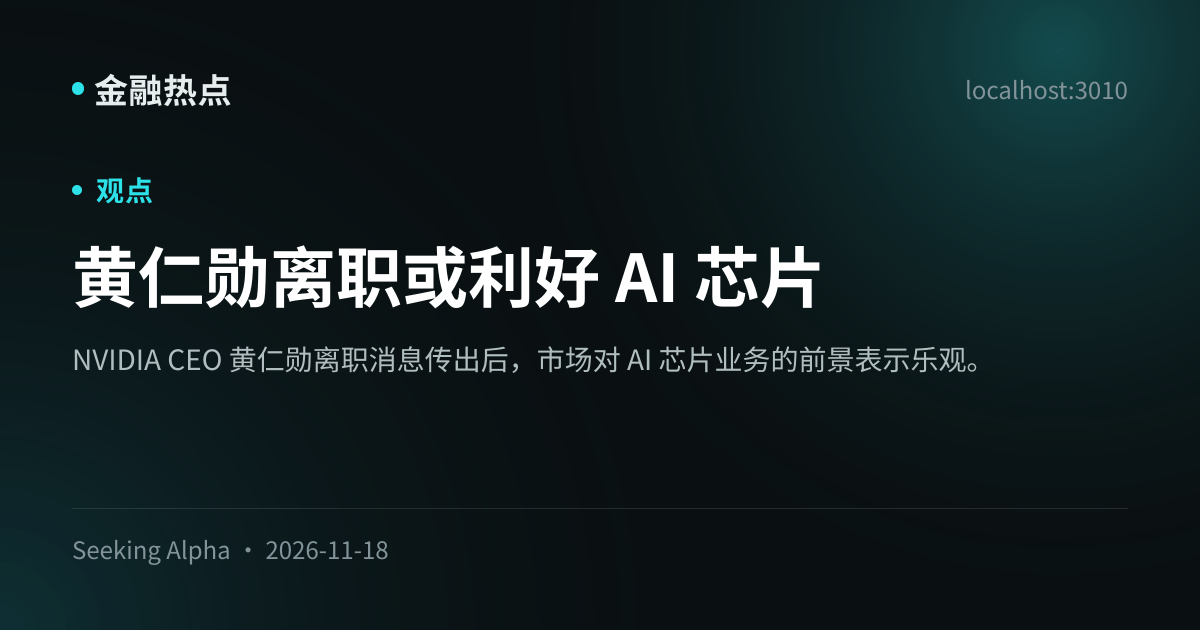 金融热点
localhost:3010
观点
黄仁勋离职或利好 AI 芯片
NVIDIA CEO 黄仁勋离职消息传出后，市场对 AI 芯片业务的前景表示乐观。
Seeking Alpha · 2026-11-18